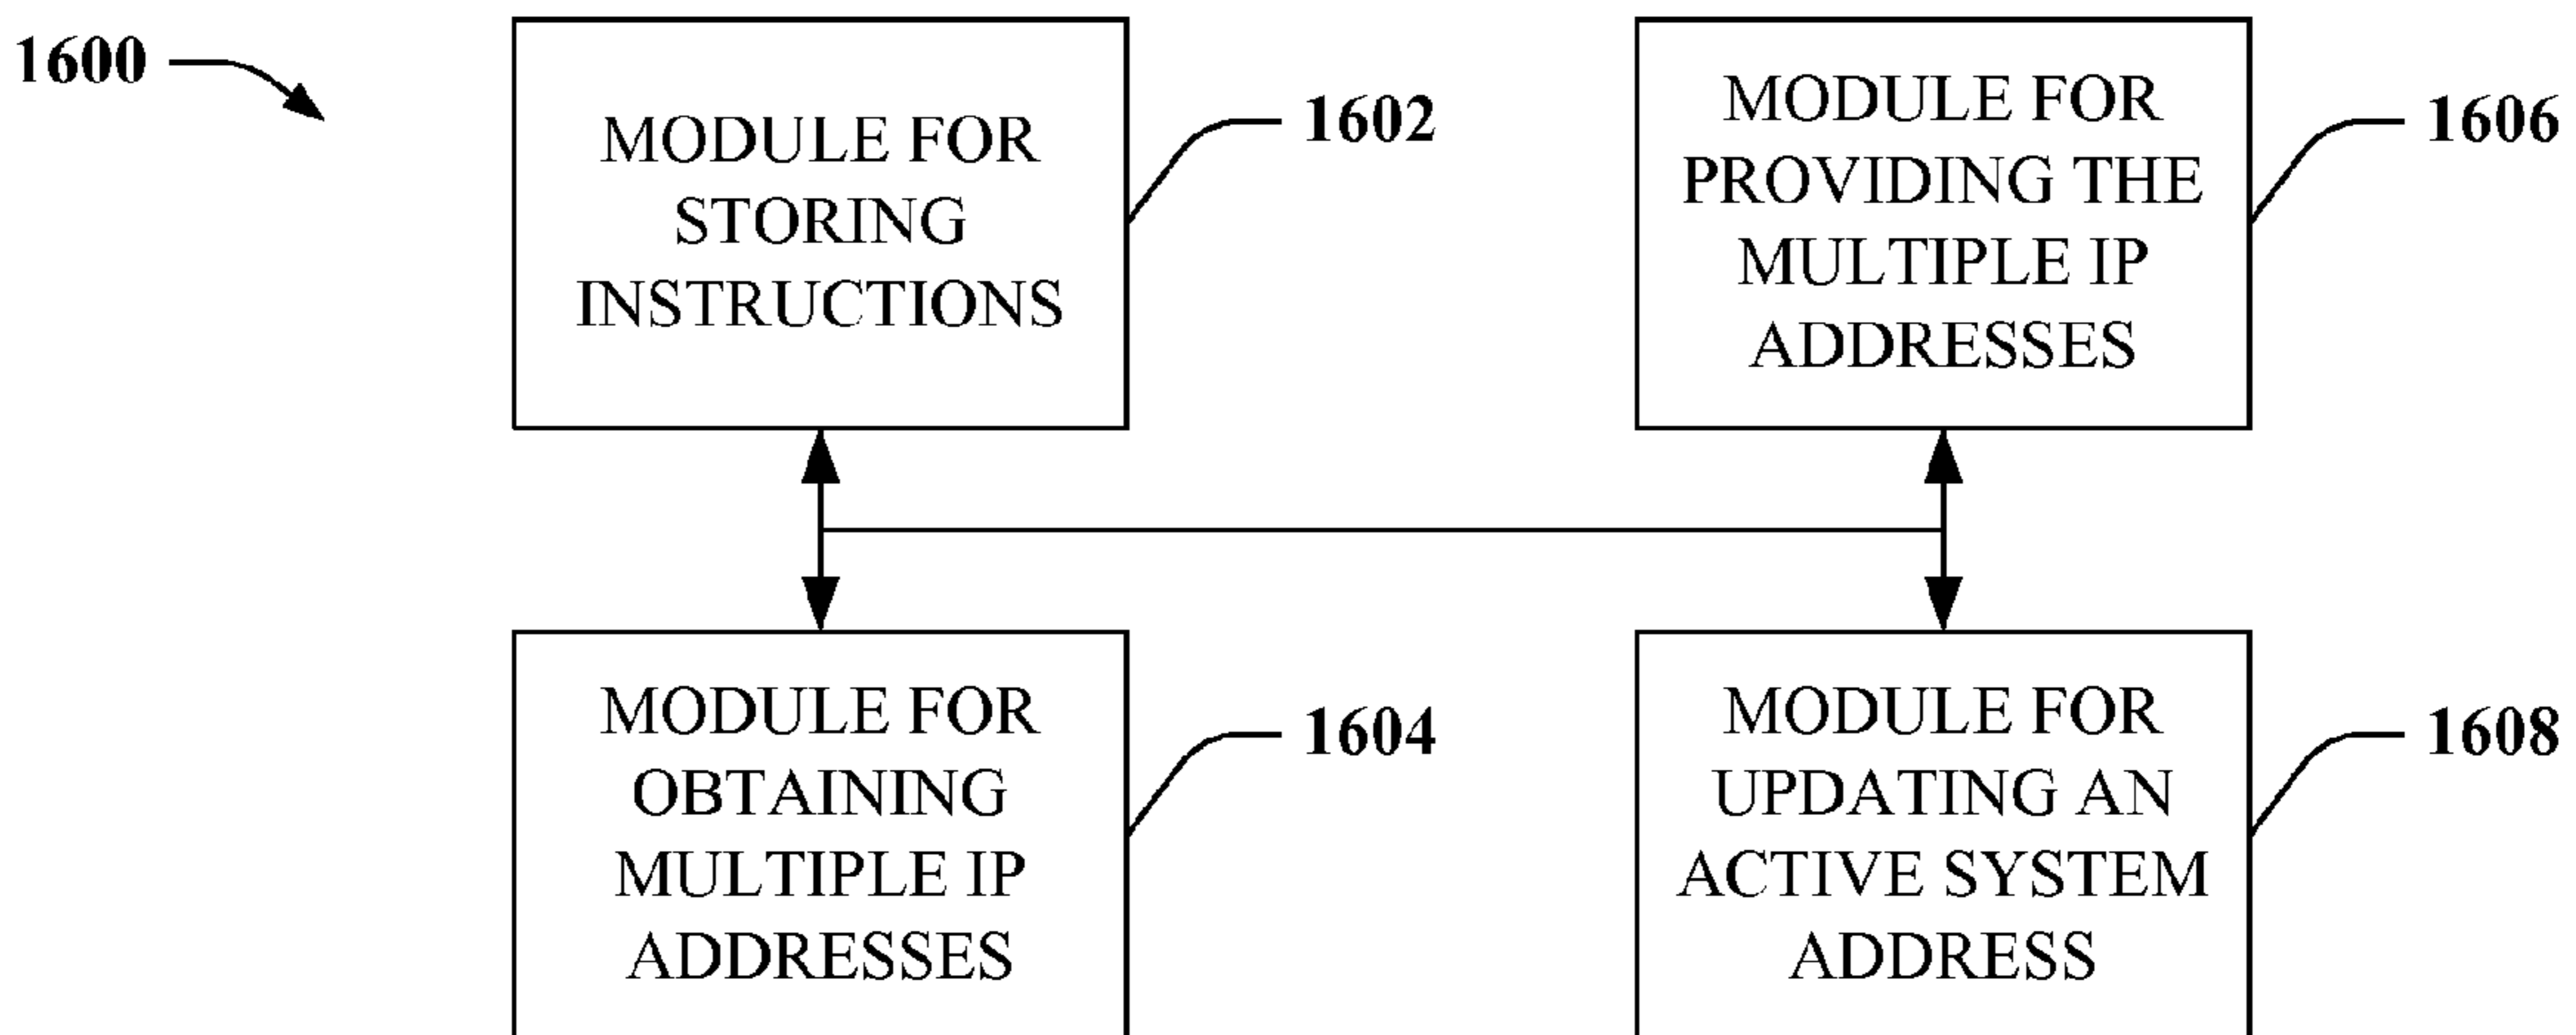 1600
MODULE FOR
STORING
INSTRUCTIONS
1602
MODULE FOR
PROVIDING THE
MULTIPLE IP
ADDRESSES
1606
MODULE FOR
OBTAINING
MULTIPLE IP
ADDRESSES
1604
MODULE FOR
UPDATING AN
ACTIVE SYSTEM
ADDRESS
1608